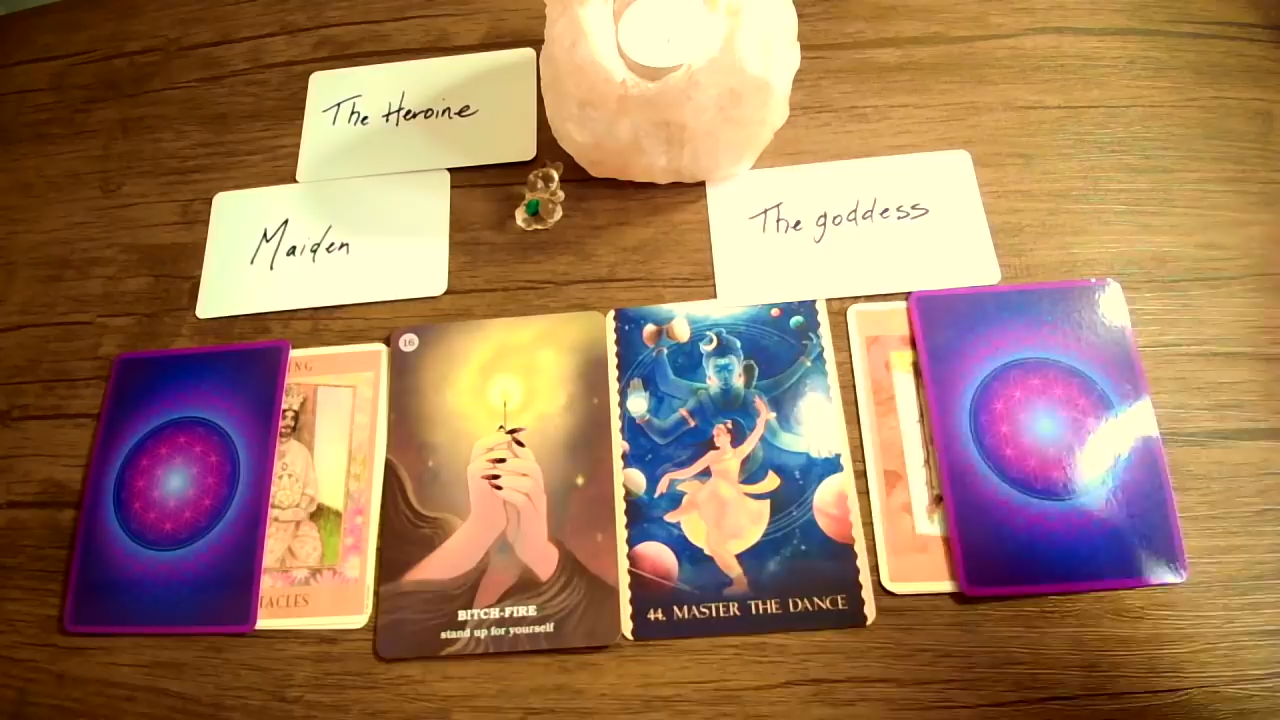 The Heroine
Maiden
The goddess
16
BITCH-FIRE
stand up for yourself
44. MASTER THE DANCE